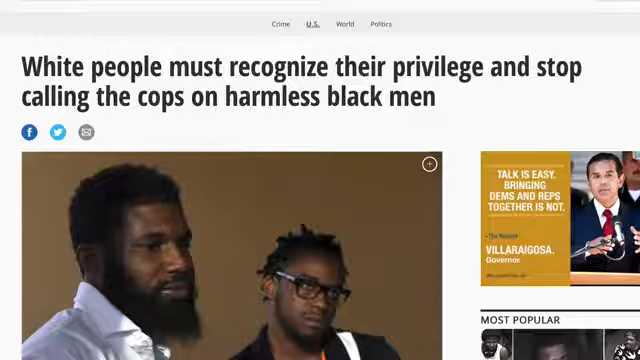 Crime U.S. World Politics
White people must recognize their privilege and stop
calling the cops on harmless black men
TALK IS EASY.
BRINGING
DEMS AND REPS
TOGETHER IS NOT.
VILLARAIGOSA.
Governor
MOST POPULAR